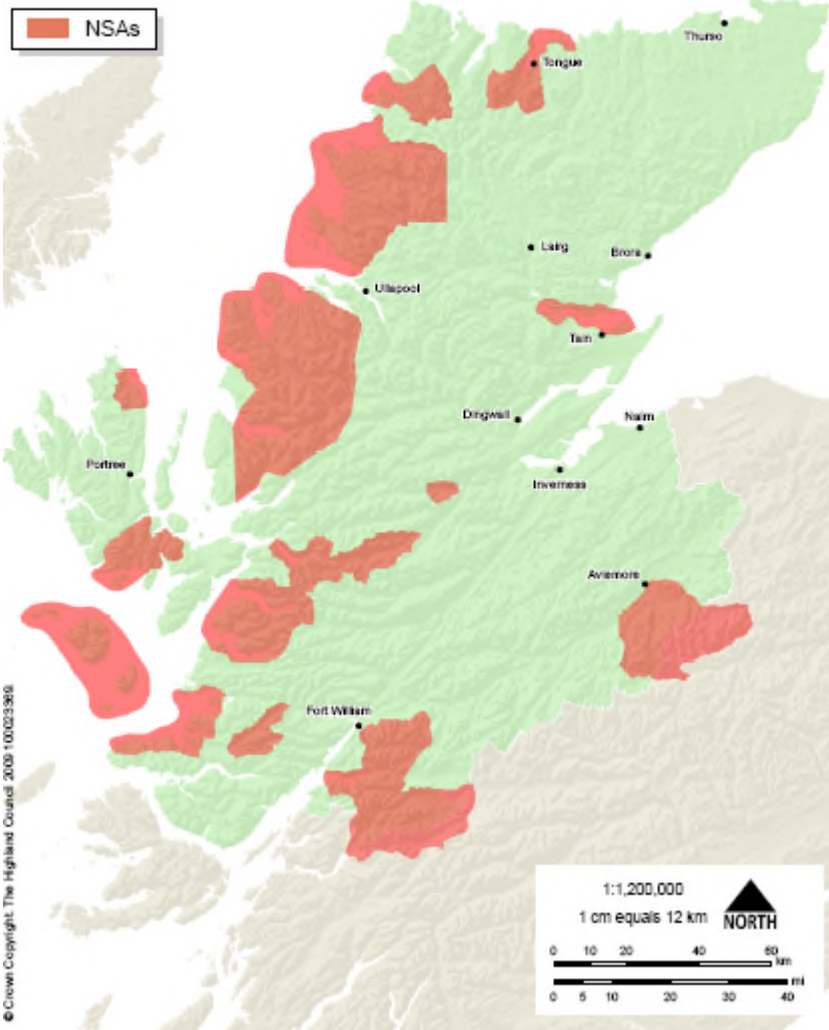 NSAs
Thurso
Tongue
Lairg
Brora
Ullapool
Tain
Dingwall
Nairn
Portree
Inverness
Aviemore
Fort William
1:1,200,000
1 cm equals 12 km
NORTH
0 10 20 40 60
km
mi
0 5 10 20 30 40
© Crown Copyright. The Highland Council 2009 100023369.